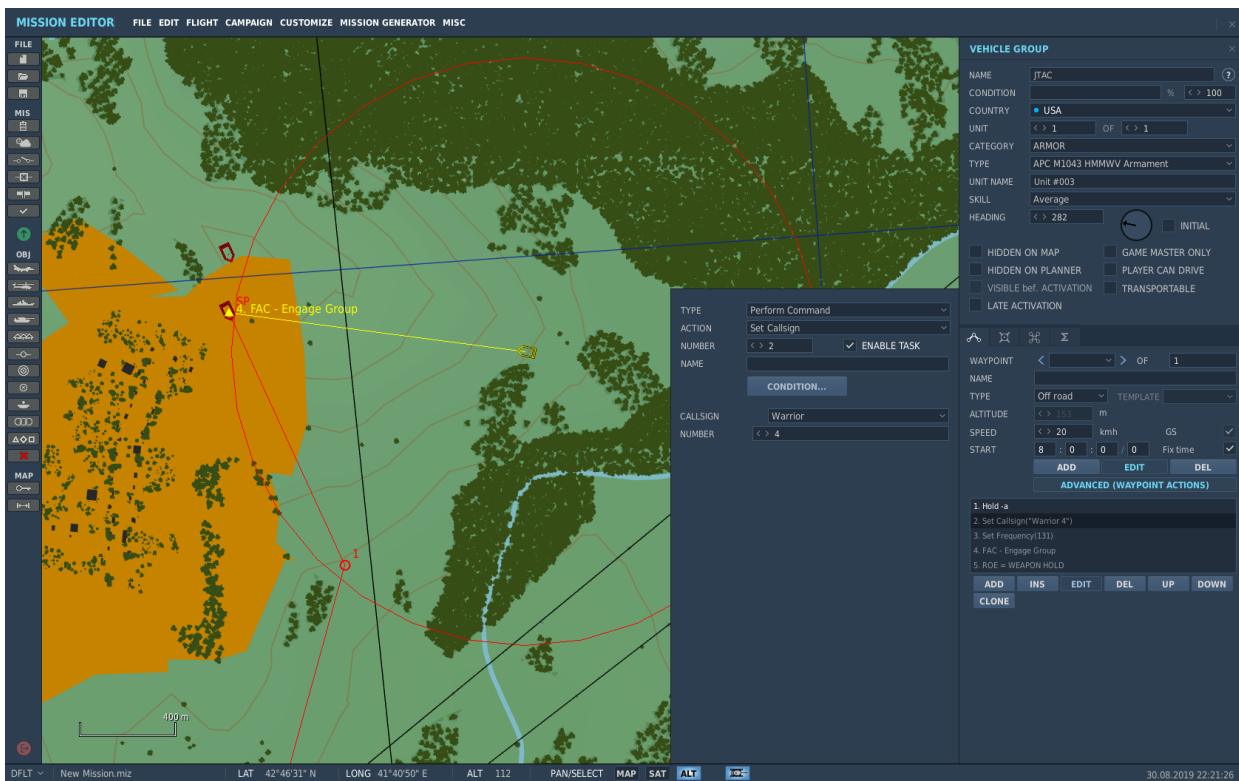 MISSION EDITOR FILE EDIT FLIGHT CAMPAIGN CUSTOMIZE MISSION GENERATOR MISC
FILE
MIS
OBJ
MAP
SP
4. FAC - Engage Group
1
400 m
TYPE Perform Command
ACTION Set Callsign
NUMBER < > 2 ENABLE TASK
NAME
CONDITION...
CALLSIGN Warrior
NUMBER < > 4
VEHICLE GROUP
NAME JTAC ?
CONDITION % < > 100
COUNTRY USA
UNIT < > 1 OF < > 1
CATEGORY ARMOR
TYPE APC M1043 HMMWV Armament
UNIT NAME Unit #003
SKILL Average
HEADING < > 282 INITIAL
HIDDEN ON MAP GAME MASTER ONLY
HIDDEN ON PLANNER PLAYER CAN DRIVE
VISIBLE bef. ACTIVATION TRANSPORTABLE
LATE ACTIVATION
Σ
WAYPOINT < > OF 1
NAME
TYPE Off road TEMPLATE
ALTITUDE < > 153 m
SPEED < > 20 kmh GS
START 8 : 0 : 0 / 0 Fix time
ADD EDIT DEL
ADVANCED (WAYPOINT ACTIONS)
1. Hold -a
2. Set Callsign("Warrior 4")
3. Set Frequency(131)
4. FAC - Engage Group
5. ROE = WEAPON HOLD
ADD INS EDIT DEL UP DOWN
CLONE
DFLT New Mission.miz LAT 42°46'31" N LONG 41°40'50" E ALT 112 PAN/SELECT MAP SAT ALT 30.08.2019 22:21:26